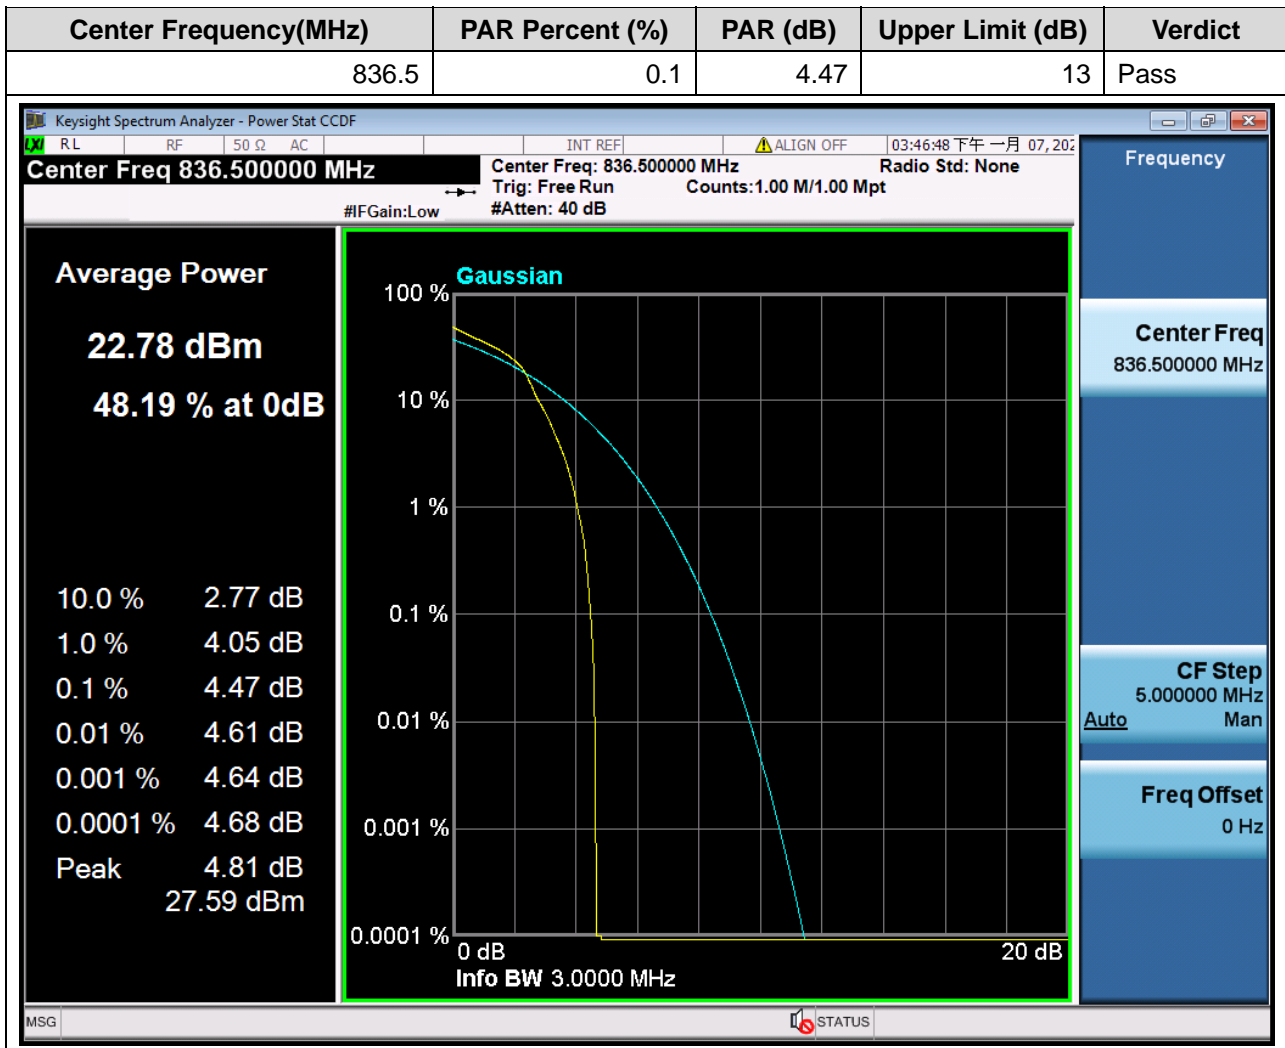 Center Frequency(MHz) PAR Percent (%) PAR (dB) Upper Limit (dB) Verdict
836.5 0.1 4.47 13 Pass
Keysight Spectrum Analyzer - Power Stat CCDF
LXI RL RF 50 Ω AC INT REF ALIGN OFF 03:46:48 下午 一月 07, 202
Center Freq 836.500000 MHz
Center Freq: 836.500000 MHz Radio Std: None
Trig: Free Run Counts:1.00 M/1.00 Mpt
#IFGain:Low #Atten: 40 dB
Average Power
22.78 dBm
48.19 % at 0dB
10.0 % 2.77 dB
1.0 % 4.05 dB
0.1 % 4.47 dB
0.01 % 4.61 dB
0.001 % 4.64 dB
0.0001 % 4.68 dB
Peak 4.81 dB
27.59 dBm
Gaussian
100 %
10 %
1 %
0.1 %
0.01 %
0.001 %
0.0001 %
0 dB 20 dB
Info BW 3.0000 MHz
Frequency
Center Freq
836.500000 MHz
CF Step
5.000000 MHz
Auto Man
Freq Offset
0 Hz
MSG STATUS